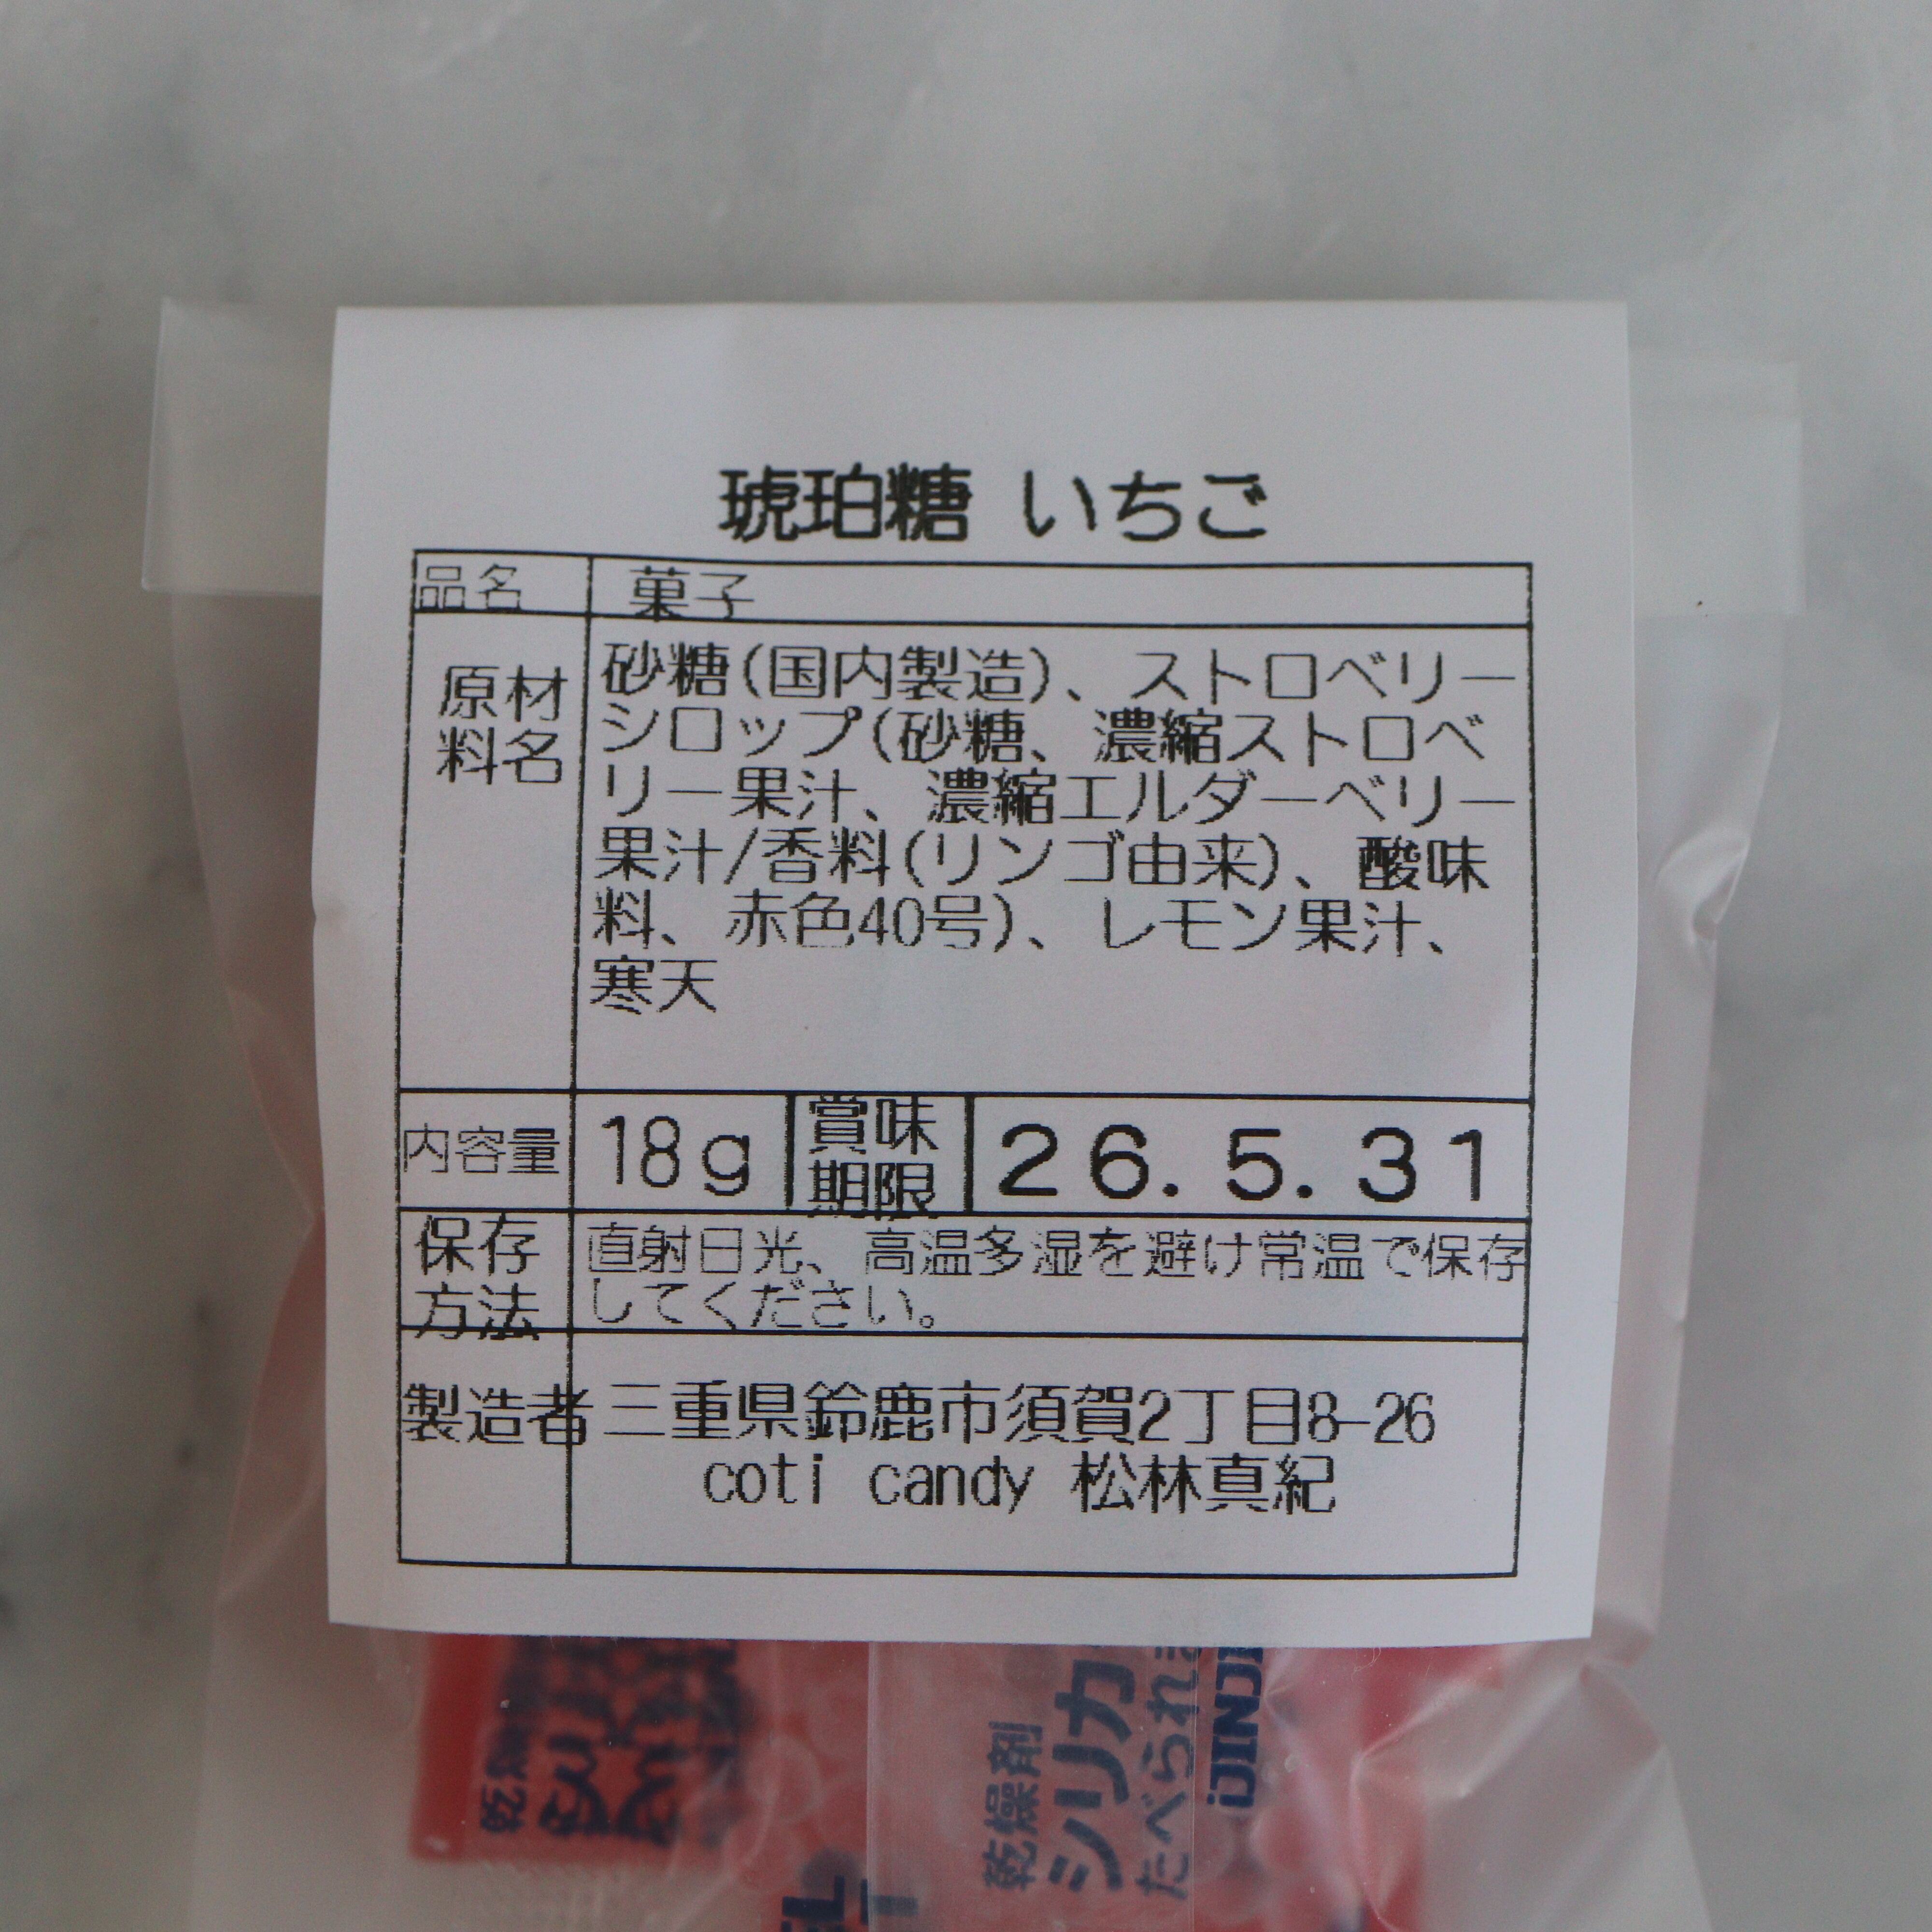 琥珀糖 いちご
品名 菓子
原材料名
砂糖(国内製造)、ストロベリー
シロップ(砂糖、濃縮ストロベ
リー果汁、濃縮エルダーベリー
果汁/香料(リンゴ由来)、酸味
料、赤色40号)、レモン果汁、
寒天
内容量 18g 賞味期限 26.5.31
保存方法
直射日光、高温多湿を避け常温で保存
してください。
製造者 三重県鈴鹿市須賀2丁目8-26
coti candy 松林真紀
乾燥剤
シリカ
たべられ